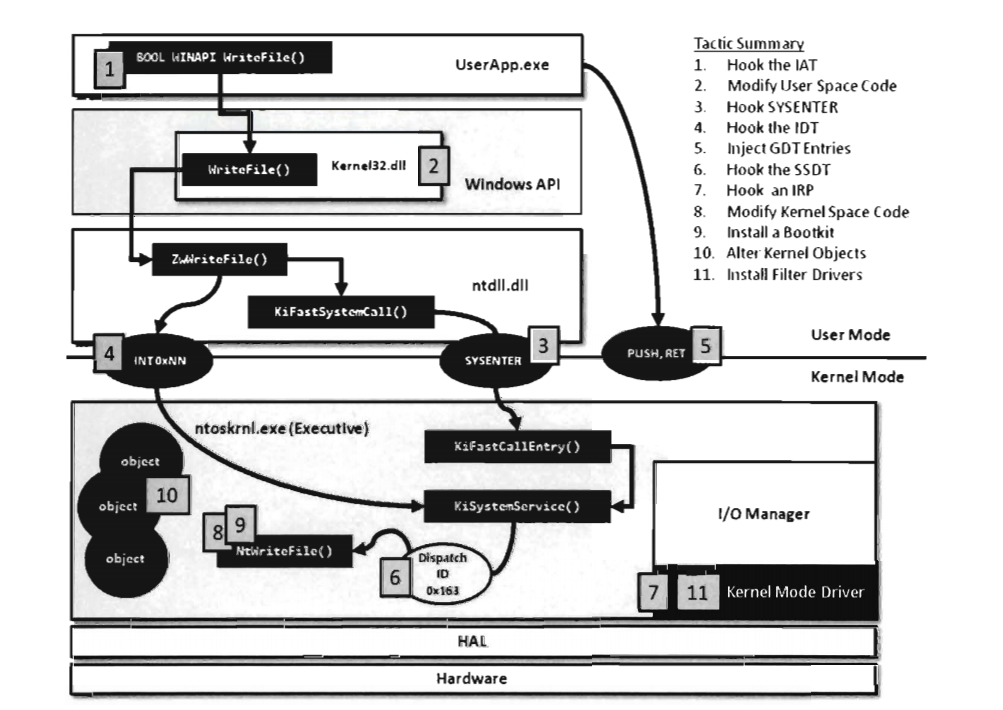 1 BOOL WINAPI WriteFile()
UserApp.exe
Tactic Summary
1. Hook the IAT
2. Modify User Space Code
3. Hook SYSENTER
4. Hook the IDT
5. Inject GDT Entries
6. Hook the SSDT
7. Hook an IRP
8. Modify Kernel Space Code
9. Install a Bootkit
10. Alter Kernel Objects
11. Install Filter Drivers
WriteFile()
Kernel32.dll
2
Windows API
ZwWriteFile()
ntdll.dll
KiFastSystemCall()
4
INT 0xNN
SYSENTER
3
PUSH, RET
5
User Mode
Kernel Mode
ntoskrnl.exe (Executive)
object
object
object
10
KiFastCallEntry()
KiSystemService()
I/O Manager
8
9
NtWriteFile()
6
Dispatch
ID
0x163
7
11
Kernel Mode Driver
HAL
Hardware